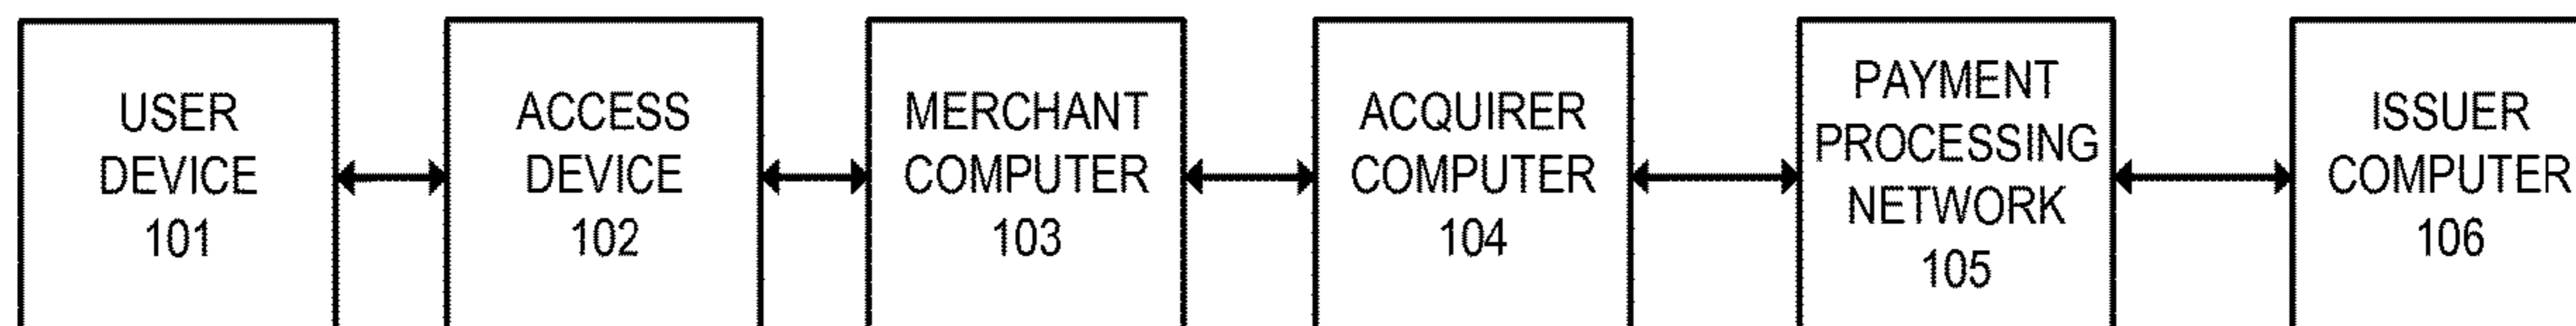 USER
DEVICE
101
ACCESS
DEVICE
102
MERCHANT
COMPUTER
103
ACQUIRER
COMPUTER
104
PAYMENT
PROCESSING
NETWORK
105
ISSUER
COMPUTER
106